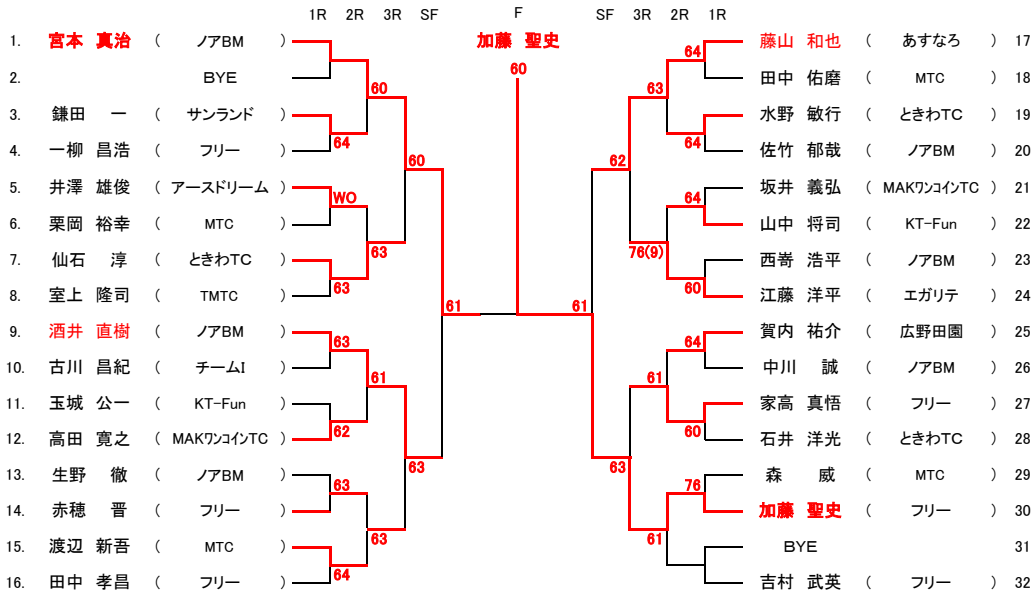 1R 2R 3R SF F SF 3R 2R 1R
1. 宮本 真治 ( ノアBM ) 加藤 聖史 64 藤山 和也 ( あすなろ ) 17
2. BYE 60 60 63 田中 佑磨 ( MTC ) 18
3. 鎌田 一 ( サンランド ) 水野 敏行 ( ときわTC ) 19
4. 一柳 昌浩 ( フリー ) 64 60 62 64 佐竹 郁哉 ( ノアBM ) 20
5. 井澤 雄俊 ( アースドリーム ) WO 64 坂井 義弘 ( MAKワンコインTC ) 21
6. 栗岡 裕幸 ( MTC ) 63 76(9) 山中 将司 ( KT-Fun ) 22
7. 仙石 淳 ( ときわTC ) 西嵜 浩平 ( ノアBM ) 23
8. 室上 隆司 ( TMTC ) 63 61 61 60 江藤 洋平 ( エガリテ ) 24
9. 酒井 直樹 ( ノアBM ) 63 64 賀内 祐介 ( 広野田園 ) 25
10. 古川 昌紀 ( チームI ) 61 61 中川 誠 ( ノアBM ) 26
11. 玉城 公一 ( KT-Fun ) 家高 真悟 ( フリー ) 27
12. 高田 寛之 ( MAKワンコインTC ) 62 63 63 60 石井 洋光 ( ときわTC ) 28
13. 生野 徹 ( ノアBM ) 63 76 森 威 ( MTC ) 29
14. 赤穂 晋 ( フリー ) 63 61 加藤 聖史 ( フリー ) 30
15. 渡辺 新吾 ( MTC ) BYE 31
16. 田中 孝昌 ( フリー ) 64 吉村 武英 ( フリー ) 32